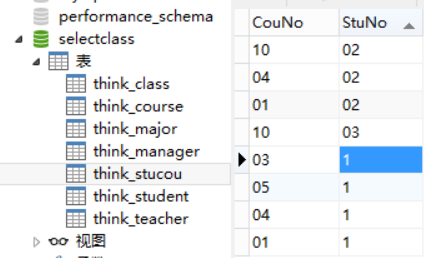 performance_schema
selectclass
表
think_class
think_course
think_major
think_manager
think_stucou
think_student
think_teacher
视图
CouNo StuNo
10 02
04 02
01 02
10 03
03 1
05 1
04 1
01 1